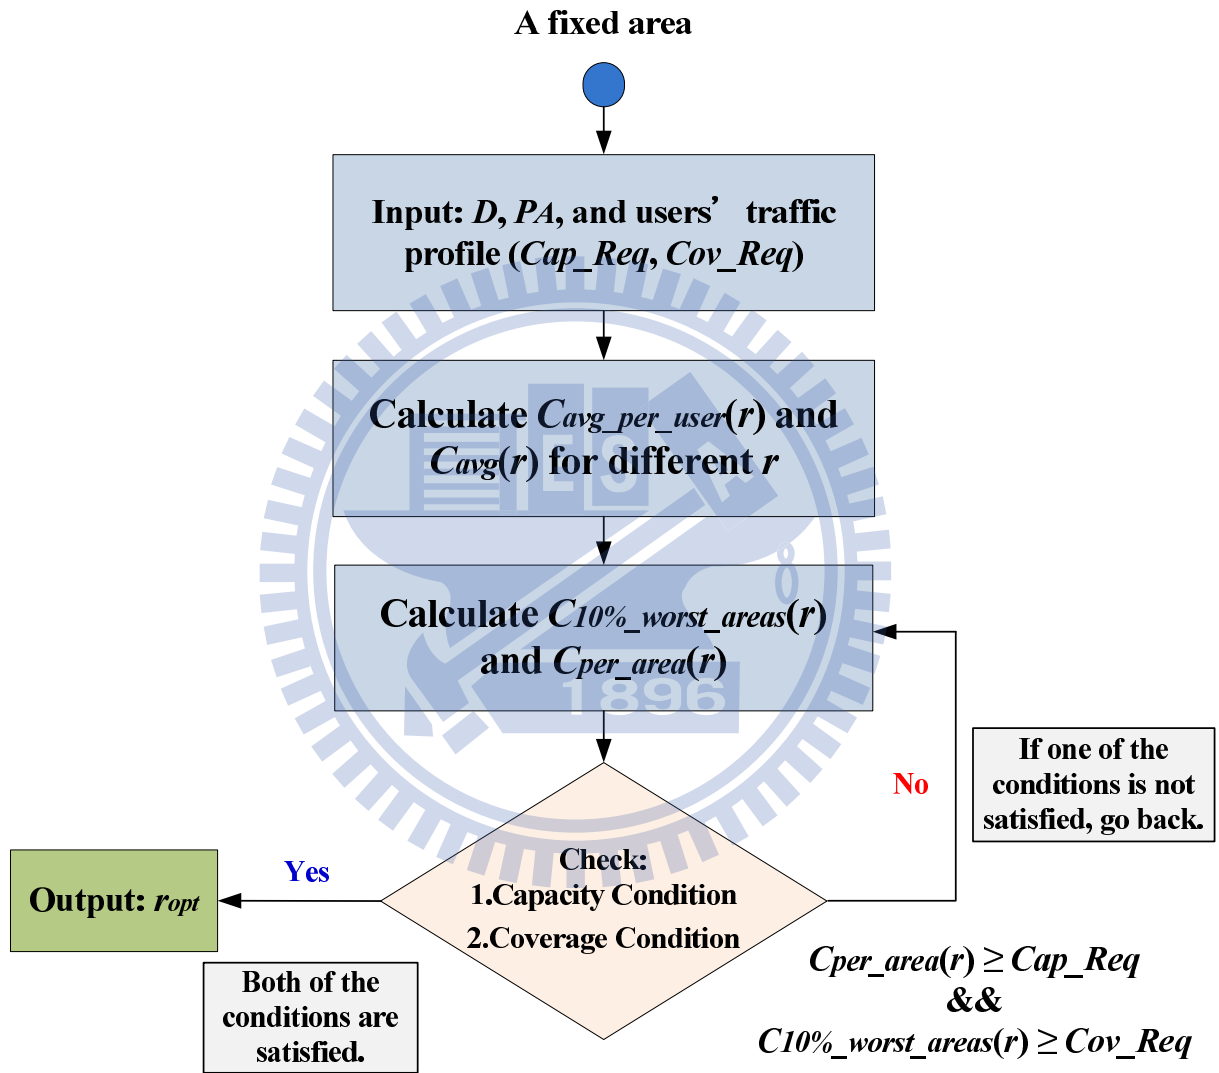 A fixed area
Input: D, PA, and users’ traffic
profile (Cap_Req, Cov_Req)
Calculate Cavg_per_user(r) and
Cavg(r) for different r
ES
Calculate C10%_worst_areas(r)
and Cper_area(r)
1896
No
If one of the
conditions is not
satisfied, go back.
Check:
1.Capacity Condition
2.Coverage Condition
Yes
Output: ropt
Both of the
conditions are
satisfied.
Cper_area(r) ≥ Cap_Req
&&
C10%_worst_areas(r) ≥ Cov_Req